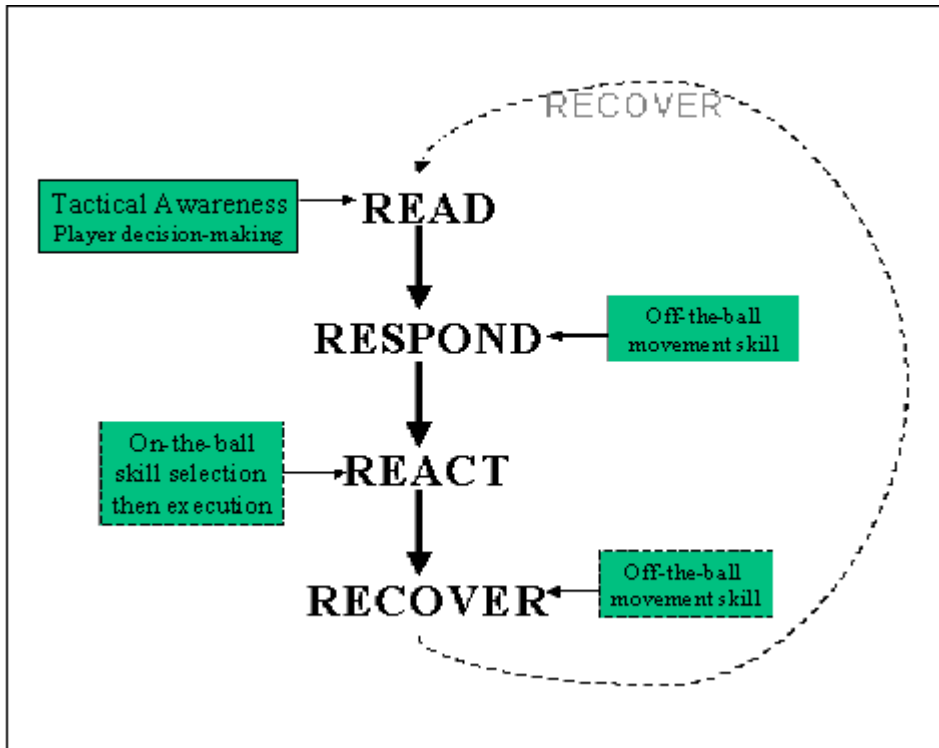 RECOVER
Tactical Awareness
Player decision-making
READ
RESPOND
Off-the-ball
movement skill
On-the-ball
skill selection
then execution
REACT
RECOVER
Off-the-ball
movement skill